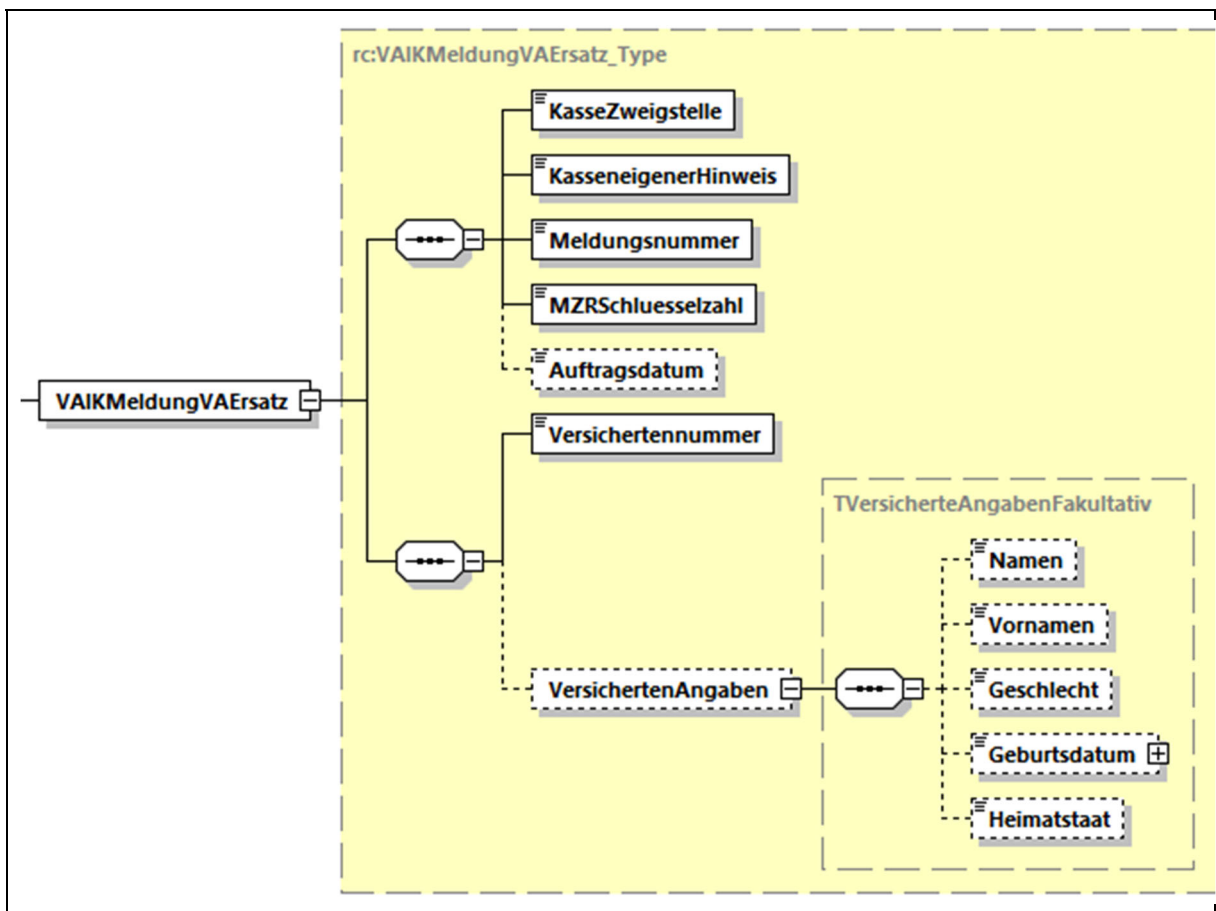 rc:VAIKMeldungVAErsatz_Type
KasseZweigstelle
KasseneigenerHinweis
Meldungsnummer
MZRSchluesselzahl
Auftragsdatum
VAIKMeldungVAErsatz
Versichertennummer
TVersicherteAngabenFakultativ
Namen
Vornamen
VersichertenAngaben
Geschlecht
Geburtsdatum
Heimatstaat